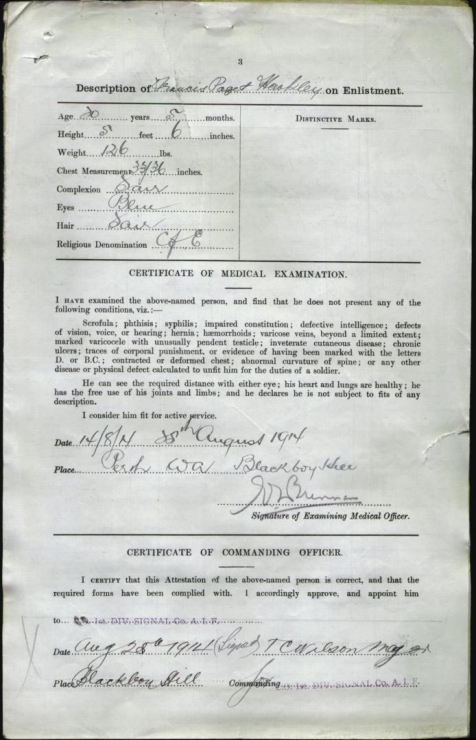 3
Description of Francis Paget Wackley on Enlistment.
Age 20 years 5 months.
Height 5 feet 6 inches.
Weight 126 lbs.
Chest Measurement inches.
Complexion Fair
Eyes Blue
Hair Fair
Religious Denomination C of E
DISTINCTIVE MARKS.
CERTIFICATE OF MEDICAL EXAMINATION.
I HAVE examined the above-named person, and find that he does not present any of the
following conditions, viz.:—
Scrofula; phthisis; syphilis; impaired constitution; defective intelligence; defects
of vision, voice, or hearing; hernia; hæmorrhoids; varicose veins, beyond a limited extent;
marked varicocele with unusually pendent testicle; inveterate cutaneous disease; chronic
ulcers; traces of corporal punishment, or evidence of having been marked with the letters
D. or B.C.; contracted or deformed chest; abnormal curvature of spine; or any other
disease or physical defect calculated to unfit him for the duties of a soldier.
He can see the required distance with either eye; his heart and lungs are healthy; he
has the free use of his joints and limbs; and he declares he is not subject to fits of any
description.
I consider him fit for active service.
Date 14/8/14 28th August 1914
Place Perth WA Blackboy Hill
Brennan
Signature of Examining Medical Officer.
CERTIFICATE OF COMMANDING OFFICER.
I CERTIFY that this Attestation of the above-named person is correct, and that the
required forms have been complied with. I accordingly approve, and appoint him
to 1st DIV. SIGNAL Co. A.I.F.
Date Aug 28th 1914 (Signed) T C Wilson Maj
Place Blackboy Hill Commanding 1st DIV. SIGNAL Co. A.I.F.